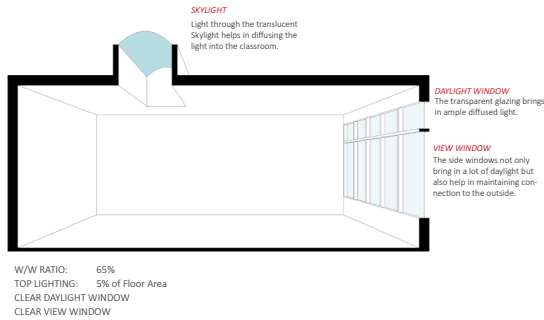 SKYLIGHT
Light through the translucent
Skylight helps in diffusing the
light into the classroom.
DAYLIGHT WINDOW
The transparent glazing brings
in ample diffused light.
VIEW WINDOW
The side windows not only
bring in a lot of daylight but
also help in maintaining con-
nection to the outside.
W/W RATIO: 65%
TOP LIGHTING: 5% of Floor Area
CLEAR DAYLIGHT WINDOW
CLEAR VIEW WINDOW